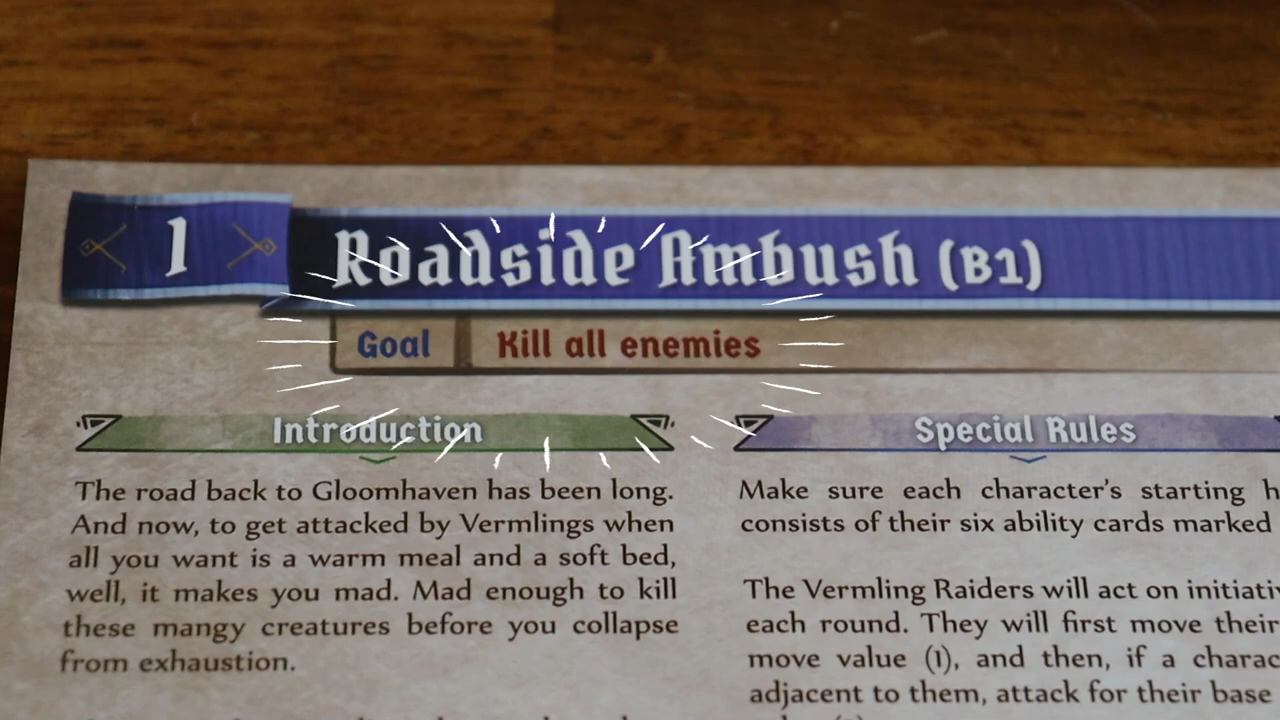 1
Roadside Ambush (B1)
Goal
Kill all enemies
Introduction
The road back to Gloomhaven has been long.
And now, to get attacked by Vermlings when
all you want is a warm meal and a soft bed,
well, it makes you mad. Mad enough to kill
these mangy creatures before you collapse
from exhaustion.
Special Rules
Make sure each character's starting
consists of their six ability cards marked
The Vermling Raiders will act on
each round. They will first move their
move value (1), and then, if a
adjacent to them, attack for their base